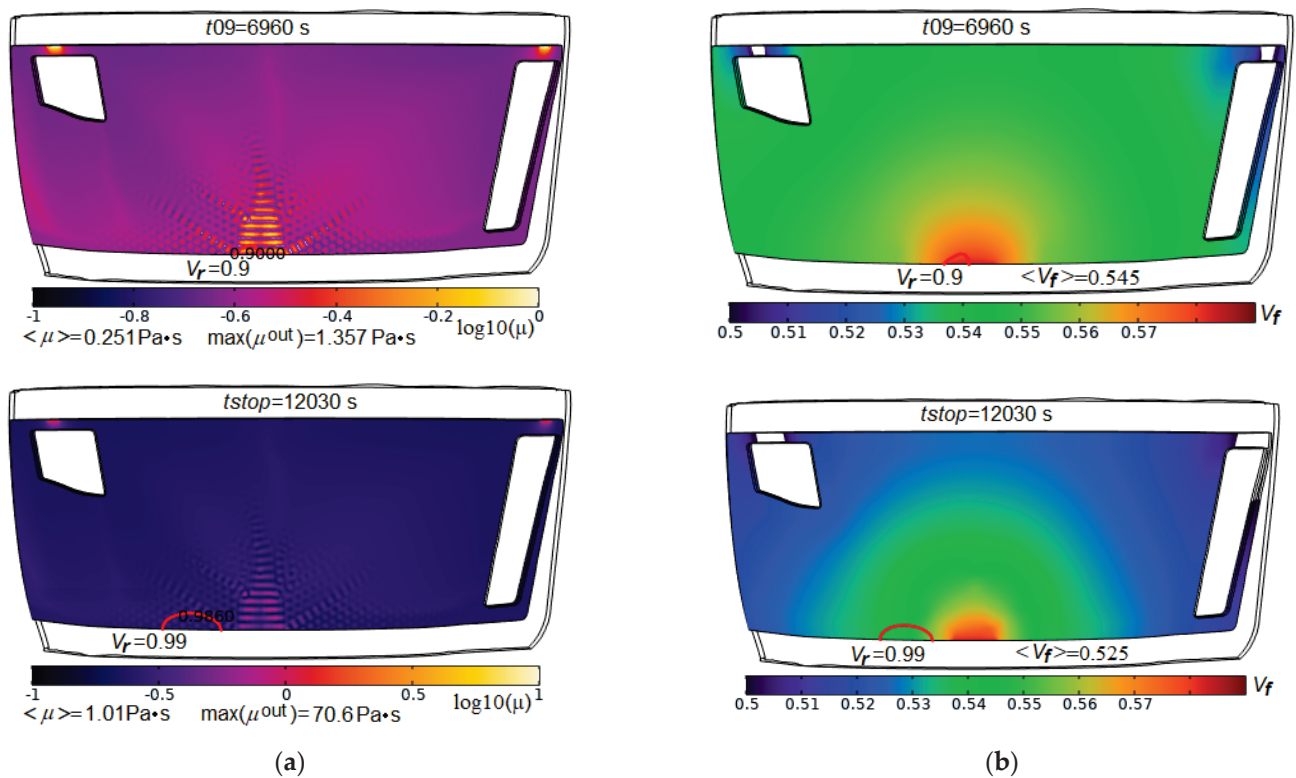 t09=6960 s
0.9000
Vr=0.9
-1 -0.8 -0.6 -0.4 -0.2 0
<μ>=0.251Pa•s max(μout)=1.357Pa•s log10(μ)
t09=6960 s
Vr=0.9 <Vf>=0.545
Vf
0.5 0.51 0.52 0.53 0.54 0.55 0.56 0.57
tstop=12030 s
0.9860
Vr=0.99
-1 -0.5 0 0.5 1
<μ>=1.01Pa•s max(μout)=70.6Pa•s log10(μ)
tstop=12030 s
Vr=0.99 <Vf>=0.525
Vf
0.5 0.51 0.52 0.53 0.54 0.55 0.56 0.57
(a) (b)